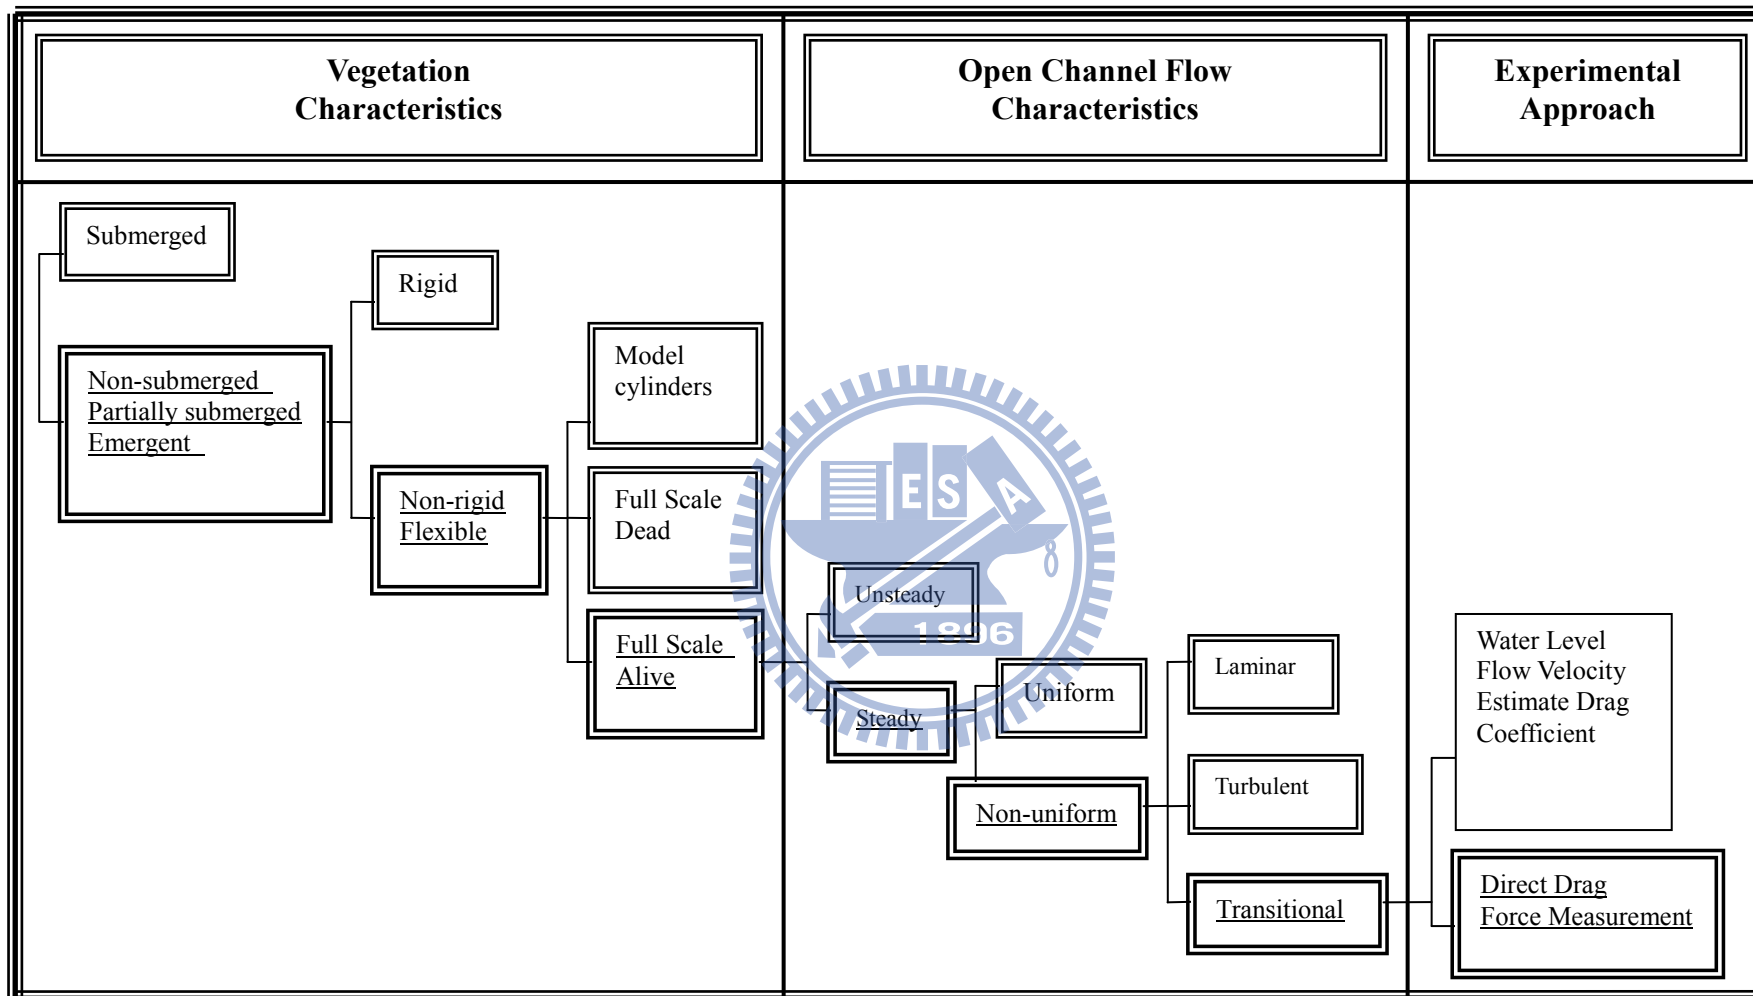 Vegetation
Characteristics
Open Channel Flow
Characteristics
Experimental
Approach
Submerged
Rigid
Non-submerged
Partially submerged
Emergent
Model
cylinders
Non-rigid
Flexible
Full Scale
Dead
Full Scale
Alive
E S A
1896
Unsteady
Steady
Uniform
Non-uniform
Laminar
Turbulent
Transitional
Water Level
Flow Velocity
Estimate Drag
Coefficient
Direct Drag
Force Measurement